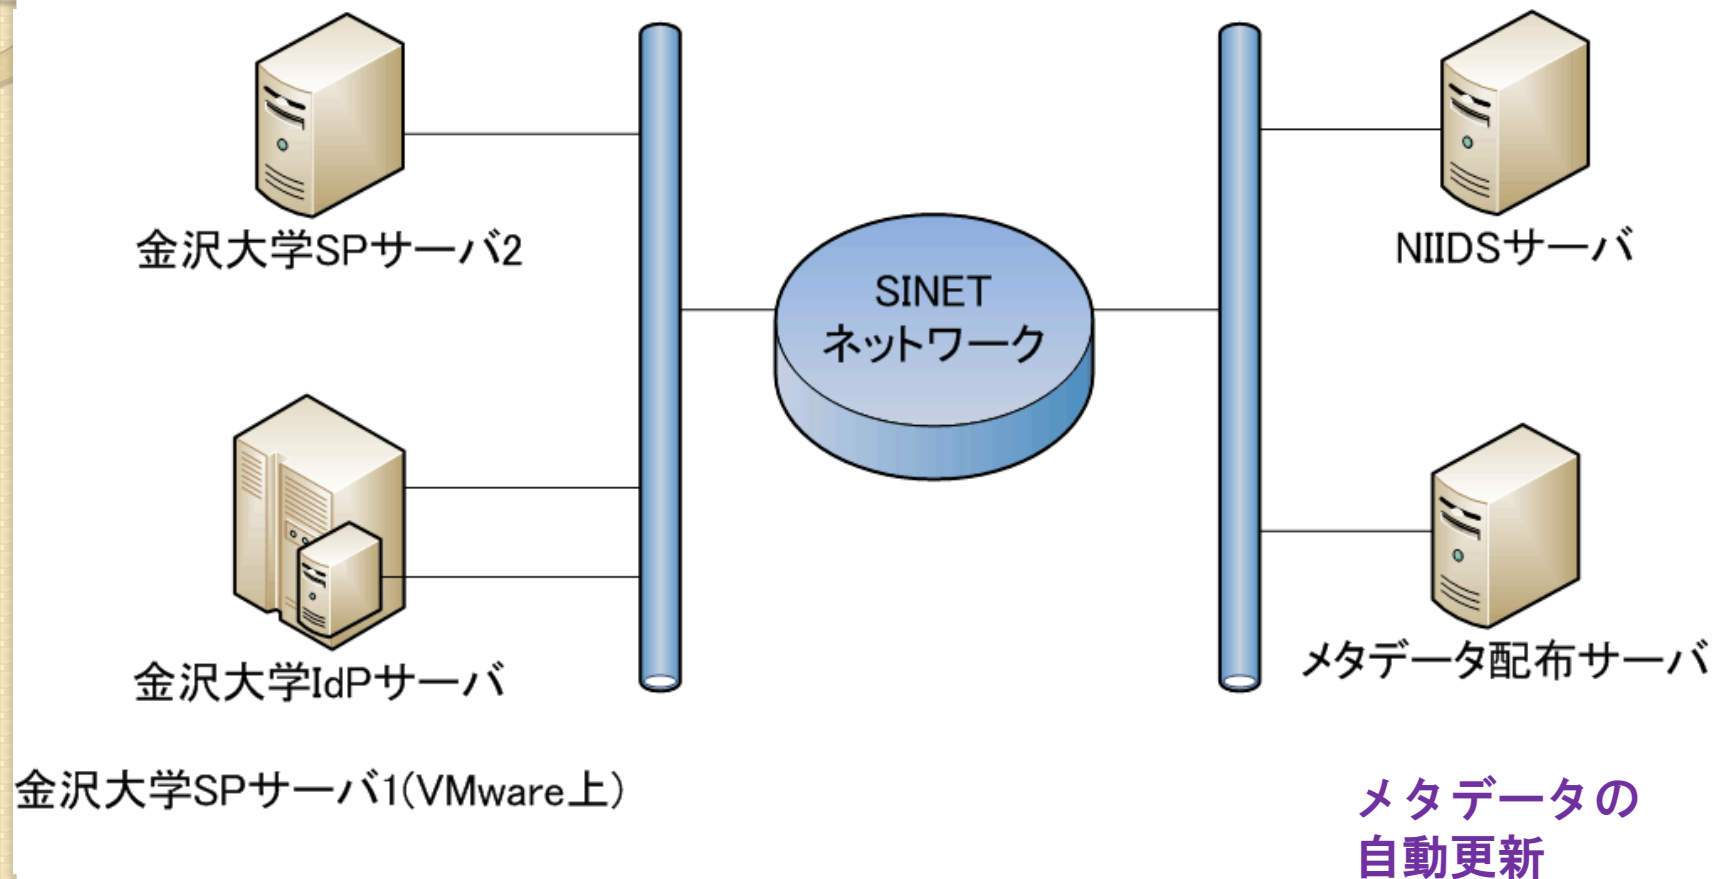 金沢大学SPサーバ2
NIIDSサーバ
SINET
ネットワーク
金沢大学IdPサーバ
メタデータ配布サーバ
金沢大学SPサーバ1(VMware上)
メタデータの
自動更新